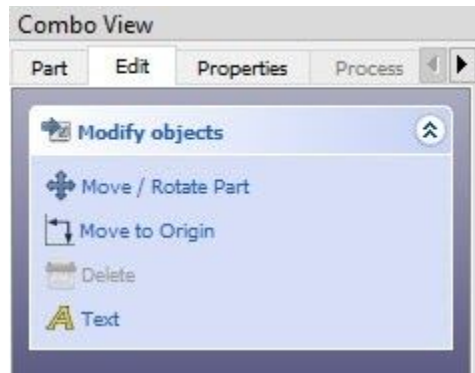 Combo View
Part Edit Properties Process
Modify objects
Move / Rotate Part
Move to Origin
Delete
Text